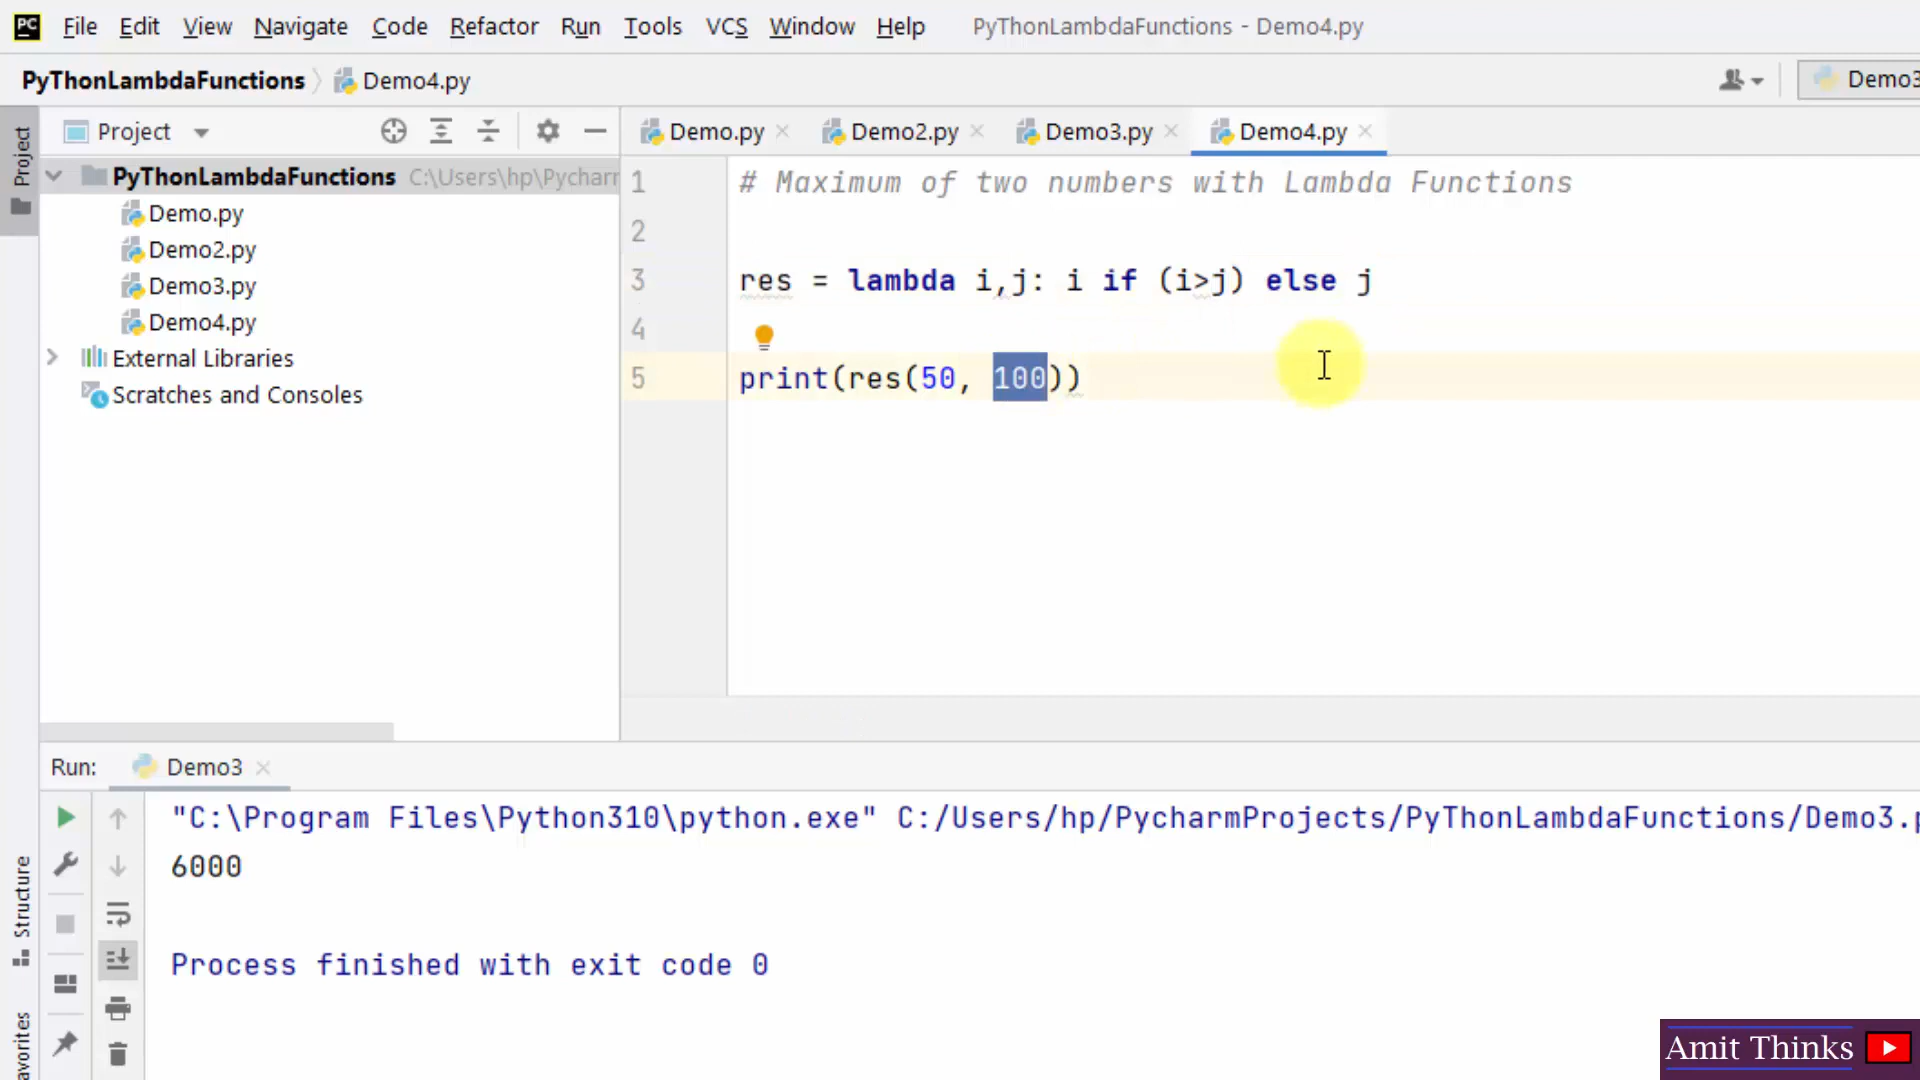 PC File Edit View Navigate Code Refactor Run Tools VCS Window Help PyThonLambdaFunctions - Demo4.py
PyThonLambdaFunctions Demo4.py Demo3
Project
Project
Demo.py Demo2.py Demo3.py Demo4.py
PyThonLambdaFunctions C:\Users\hp\Pycharm
Demo.py
Demo2.py
Demo3.py
Demo4.py
External Libraries
Scratches and Consoles
1 # Maximum of two numbers with Lambda Functions
2
3 res = lambda i,j: i if (i>j) else j
4
5 print(res(50, 100))
Run: Demo3
"C:\Program Files\Python310\python.exe" C:/Users/hp/PycharmProjects/PyThonLambdaFunctions/Demo3.p
6000
Process finished with exit code 0
Structure
avorites
Amit Thinks